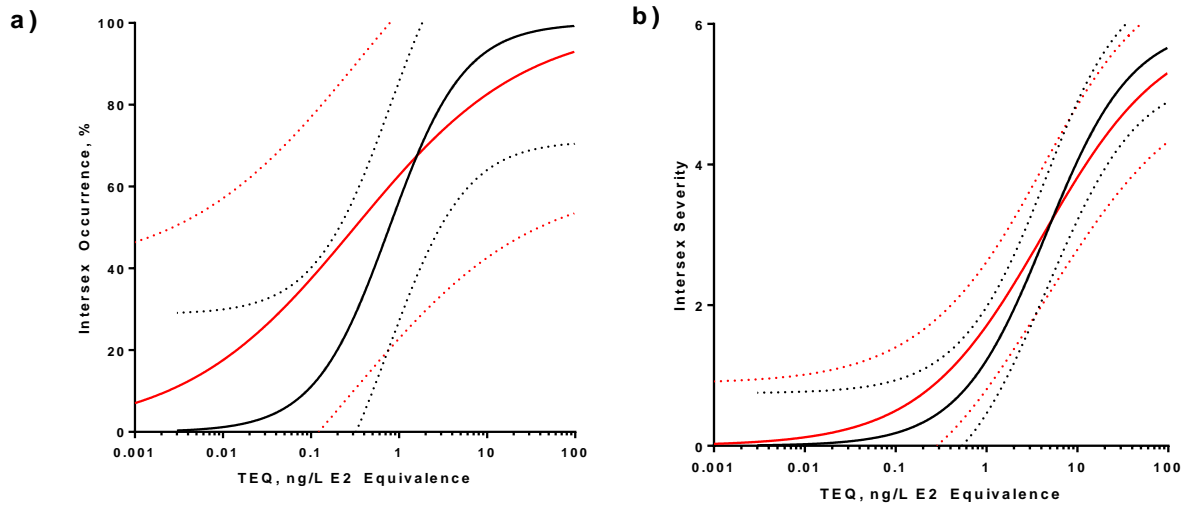 a)
Intersex Occurrence, %
100
80
60
40
20
0
0.001 0.01 0.1 1 10 100
TEQ, ng/L E2 Equivalence
b)
Intersex Severity
6
4
2
0
0.001 0.01 0.1 1 10 100
TEQ, ng/L E2 Equivalence